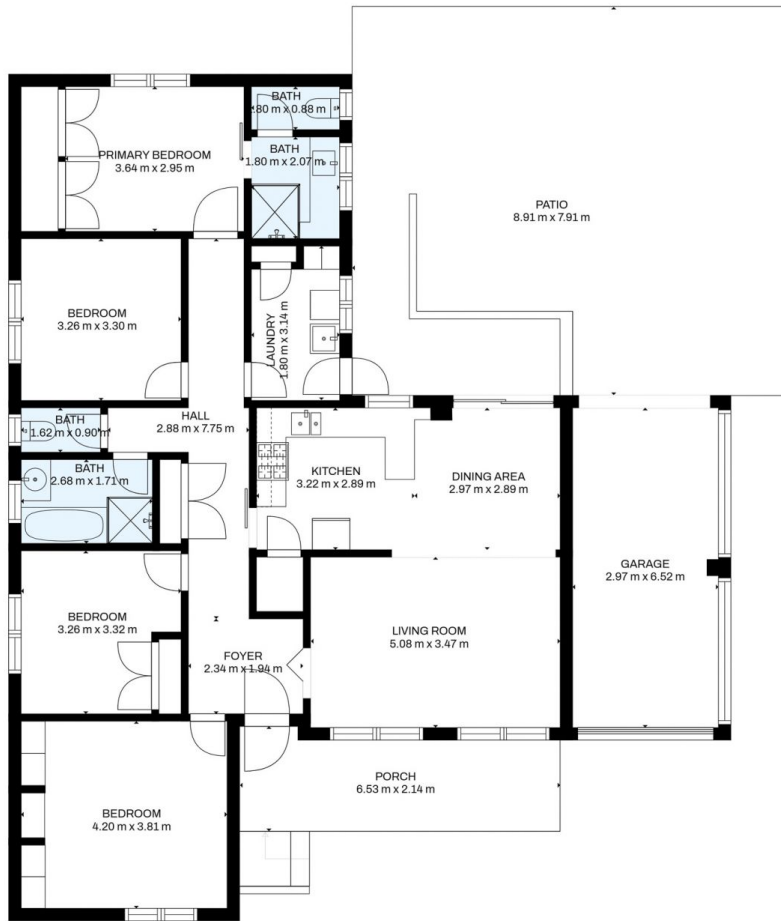 BATH
.80 m x 0.88 m
PRIMARY BEDROOM
3.64 m x 2.95 m
BATH
1.80 m x 2.07 m
PATIO
8.91 m x 7.91 m
BEDROOM
3.26 m x 3.30 m
LAUNDRY
1.80 m x 3.14 m
BATH
1.62 m x 0.90 m
HALL
2.88 m x 7.75 m
BATH
2.68 m x 1.71 m
KITCHEN
3.22 m x 2.89 m
DINING AREA
2.97 m x 2.89 m
GARAGE
2.97 m x 6.52 m
BEDROOM
3.26 m x 3.32 m
LIVING ROOM
5.08 m x 3.47 m
FOYER
2.34 m x 1.94 m
PORCH
6.53 m x 2.14 m
BEDROOM
4.20 m x 3.81 m